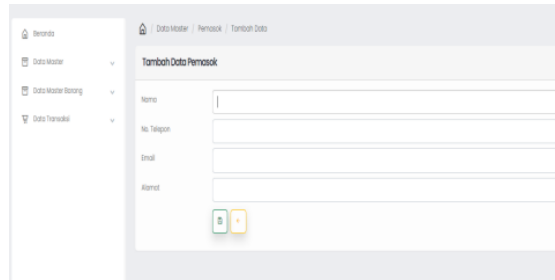 Beranda
Data Master
Data Master Barang
Data Transaksi
/ Data Master / Pemasok / Tambah Data
Tambah Data Pemasok
Nama
No. Telepon
Email
Alamat